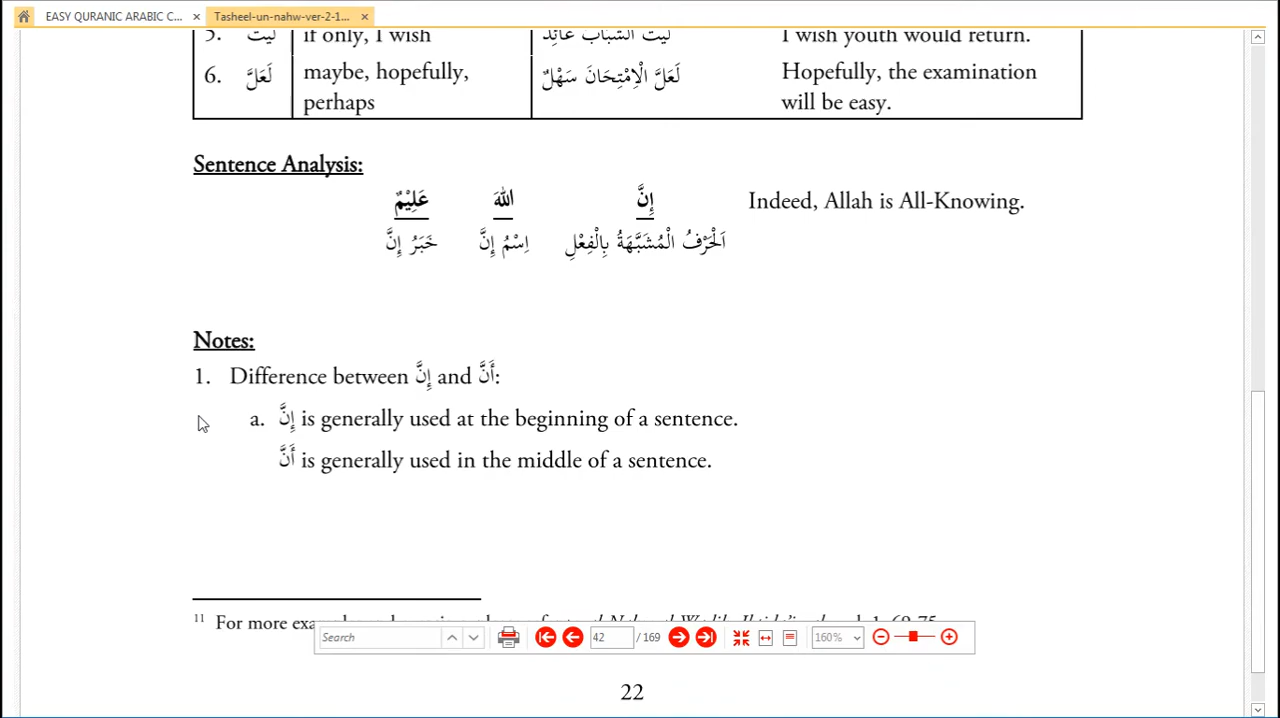 EASY QURANIC ARABIC C... × Tasheel-un-nahw-ver-2-1... ×
5. لَيْتَ if only, I wish لَيْتَ الشَّبَابَ عَائِدٌ I wish youth would return.
6. لَعَلَّ maybe, hopefully, لَعَلَّ الْاِمْتِحَانَ سَهْلٌ Hopefully, the examination
perhaps will be easy.
Sentence Analysis:
إِنَّ اللهَ عَلِيْمٌ Indeed, Allah is All-Knowing.
اَلْحَرْفُ الْمُشَبَّهَةُ بِالْفِعْلِ اِسْمُ إِنَّ خَبَرُ إِنَّ
Notes:
1. Difference between إِنَّ and أَنَّ:
a. إِنَّ is generally used at the beginning of a sentence.
أَنَّ is generally used in the middle of a sentence.
11 For more
Search 42 / 169 160%
22